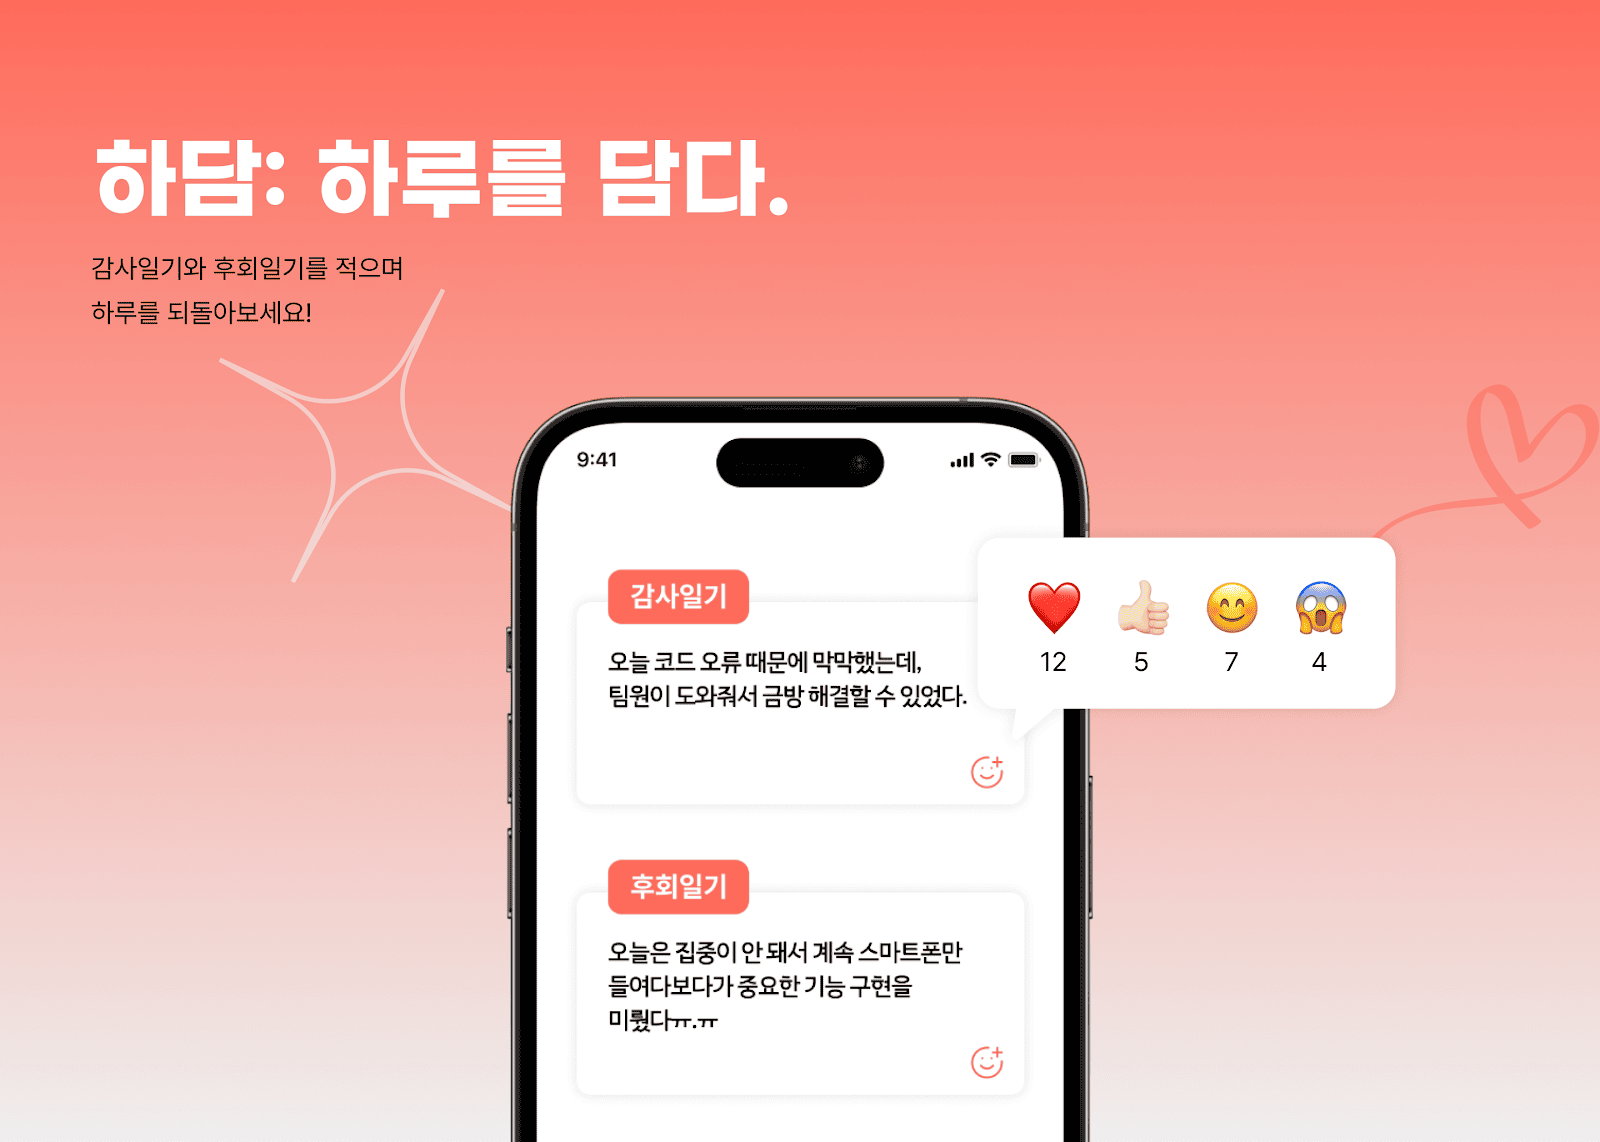 하담: 하루를 담다.
감사일기와 후회일기를 적으며
하루를 되돌아보세요!
9:41
감사일기
오늘 코드 오류 때문에 막막했는데,
팀원이 도와줘서 금방 해결할 수 있었다.
12 5 7 4
후회일기
오늘은 집중이 안 돼서 계속 스마트폰만
들여다보다가 중요한 기능 구현을
미뤘다ㅠ.ㅠ